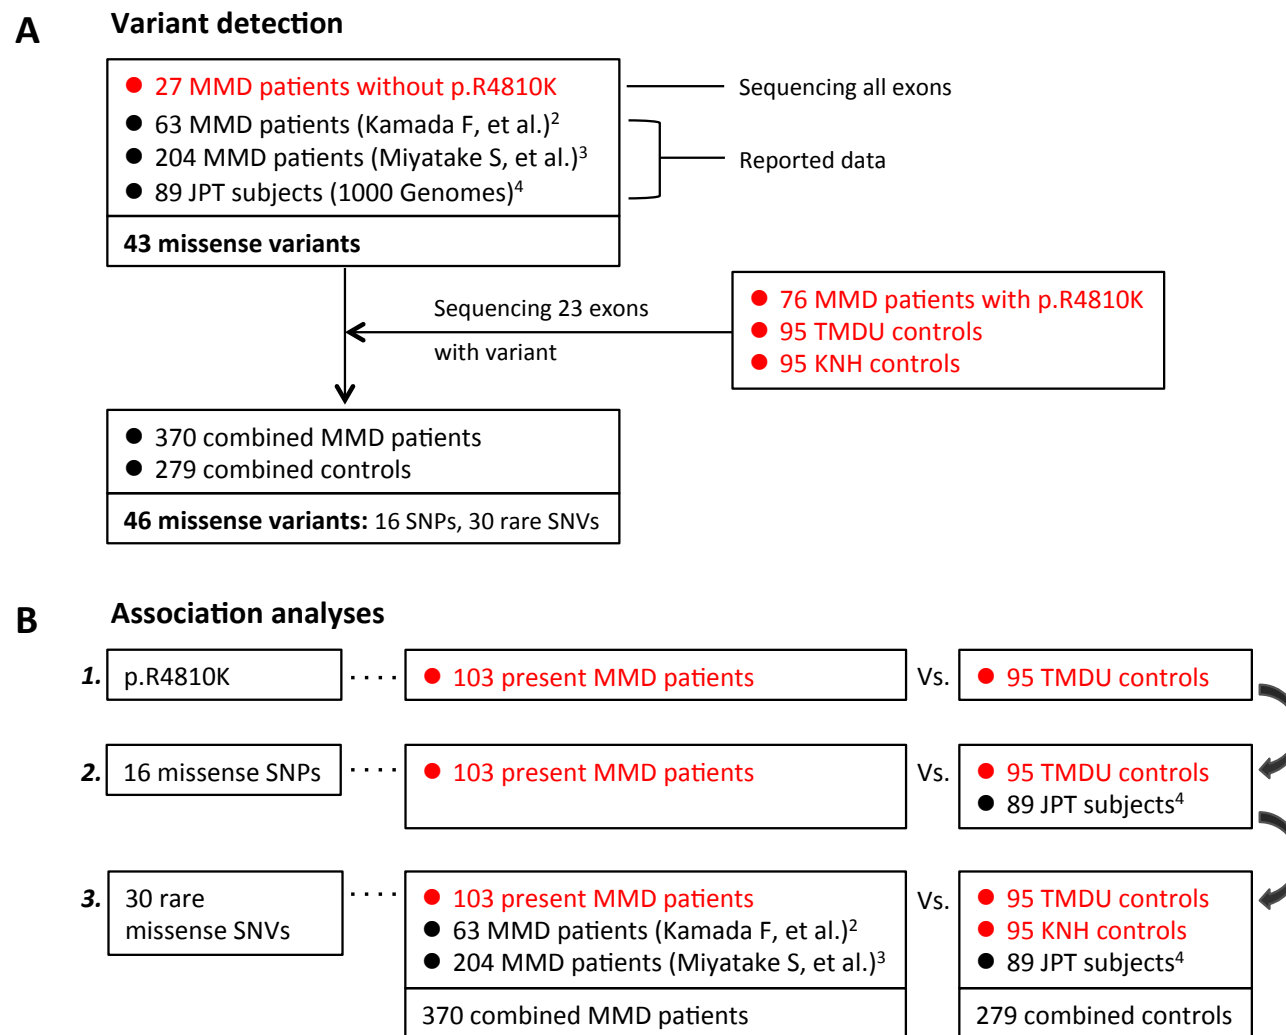 A Variant detection
● 27 MMD patients without p.R4810K
● 63 MMD patients (Kamada F, et al.)²
● 204 MMD patients (Miyatake S, et al.)³
● 89 JPT subjects (1000 Genomes)⁴
43 missense variants
Sequencing all exons
Reported data
Sequencing 23 exons
with variant
● 76 MMD patients with p.R4810K
● 95 TMDU controls
● 95 KNH controls
● 370 combined MMD patients
● 279 combined controls
46 missense variants: 16 SNPs, 30 rare SNVs
B Association analyses
1. p.R4810K ···· ● 103 present MMD patients Vs. ● 95 TMDU controls
2. 16 missense SNPs ···· ● 103 present MMD patients Vs. ● 95 TMDU controls
● 89 JPT subjects⁴
3. 30 rare ···· ● 103 present MMD patients Vs. ● 95 TMDU controls
missense SNVs ● 63 MMD patients (Kamada F, et al.)² ● 95 KNH controls
● 204 MMD patients (Miyatake S, et al.)³ ● 89 JPT subjects⁴
370 combined MMD patients 279 combined controls